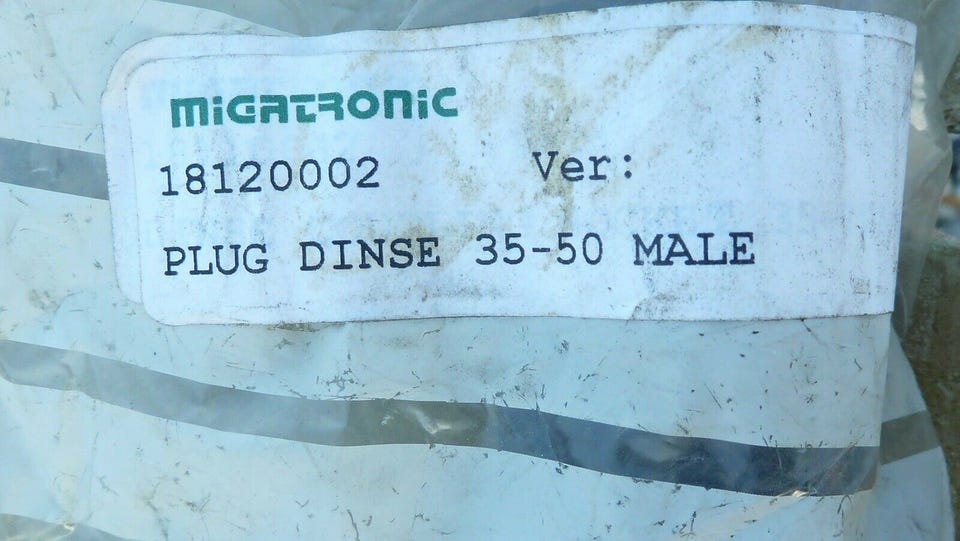 MIGATRONIC
18120002 Ver:
PLUG DINSE 35-50 MALE